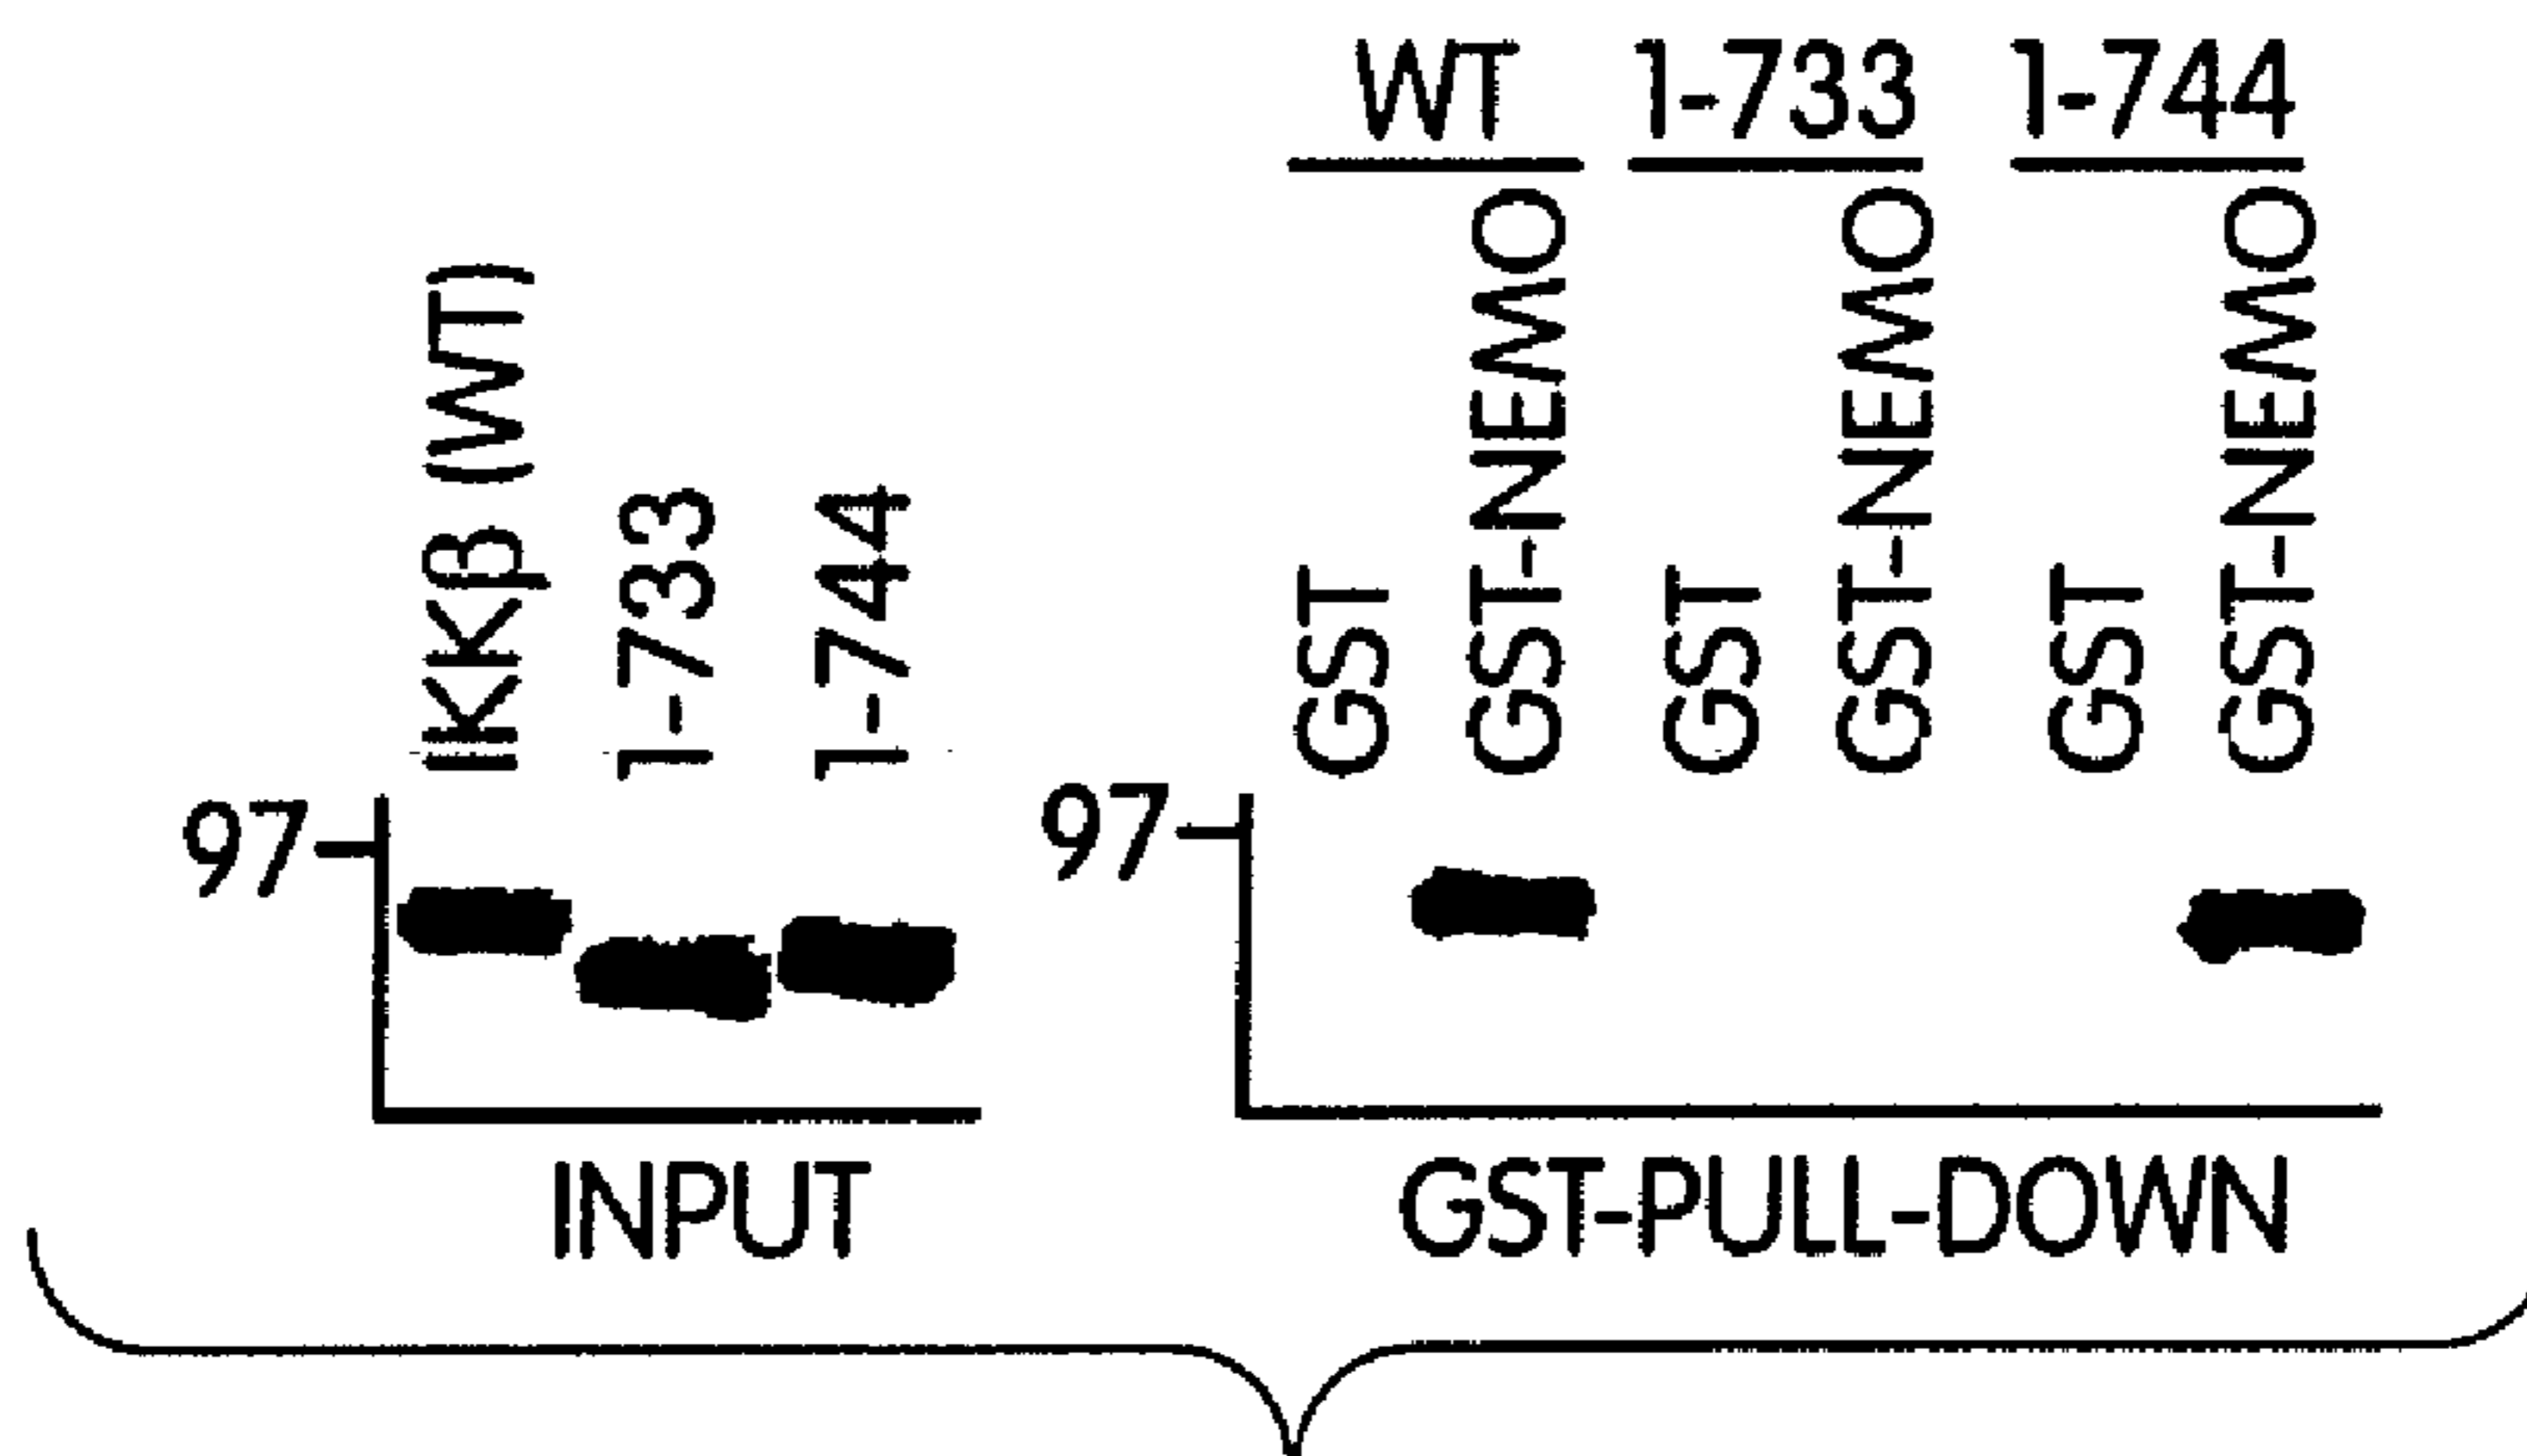 WT 1-733 1-744
IKKβ (WT)
1-733
1-744
GST
GST-NEMO
GST
GST-NEMO
GST
GST-NEMO
97
97
INPUT
GST-PULL-DOWN